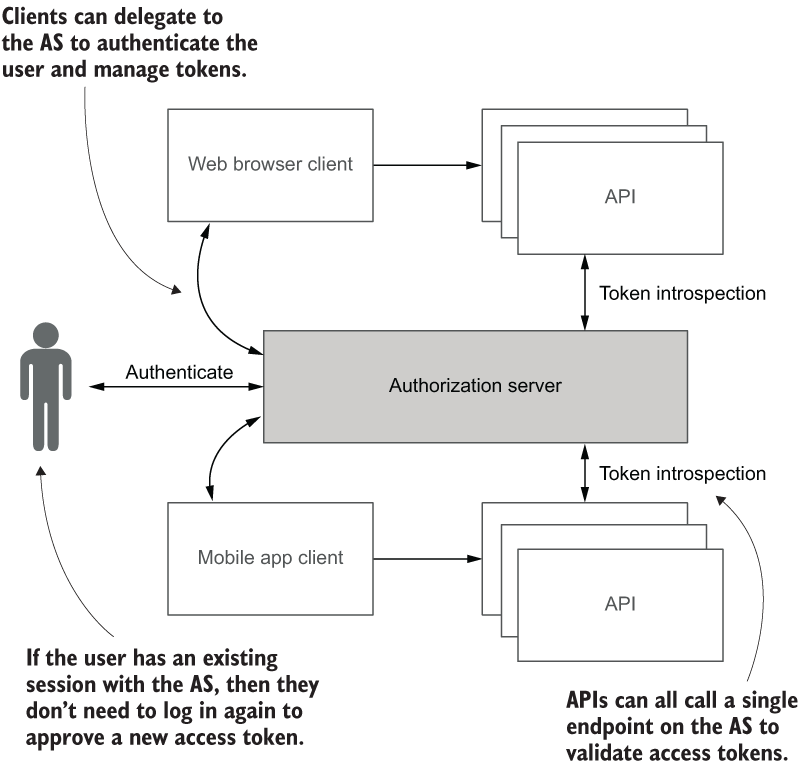 Clients can delegate to
the AS to authenticate the
user and manage tokens.
Web browser client
API
Token introspection
Authenticate
Authorization server
Token introspection
Mobile app client
API
If the user has an existing
session with the AS, then they
don’t need to log in again to
approve a new access token.
APIs can all call a single
endpoint on the AS to
validate access tokens.